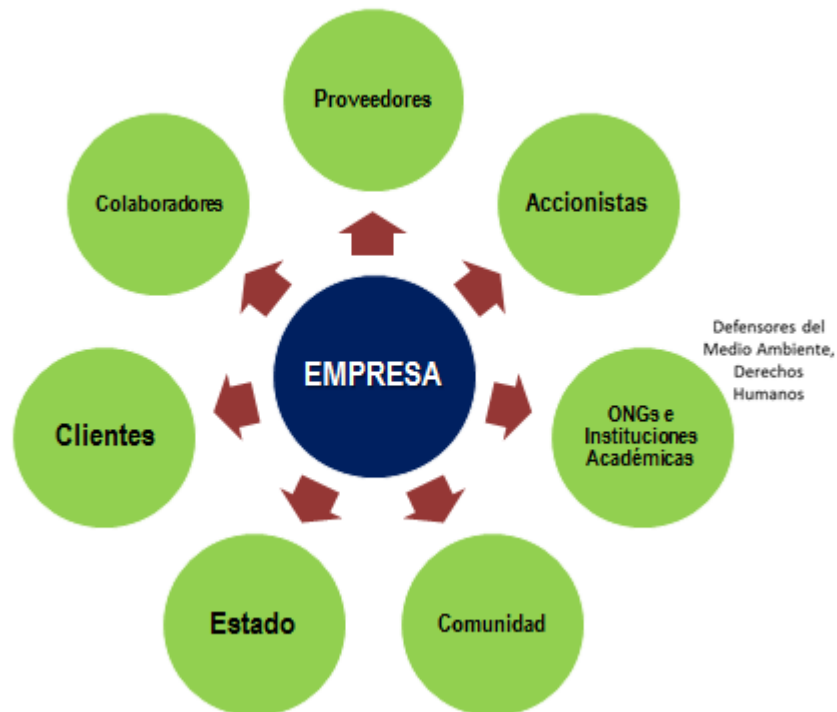 Proveedores
Colaboradores
Accionistas
Defensores del
Medio Ambiente,
Derechos
Humanos
EMPRESA
Clientes
ONGs e
Instituciones
Académicas
Estado
Comunidad